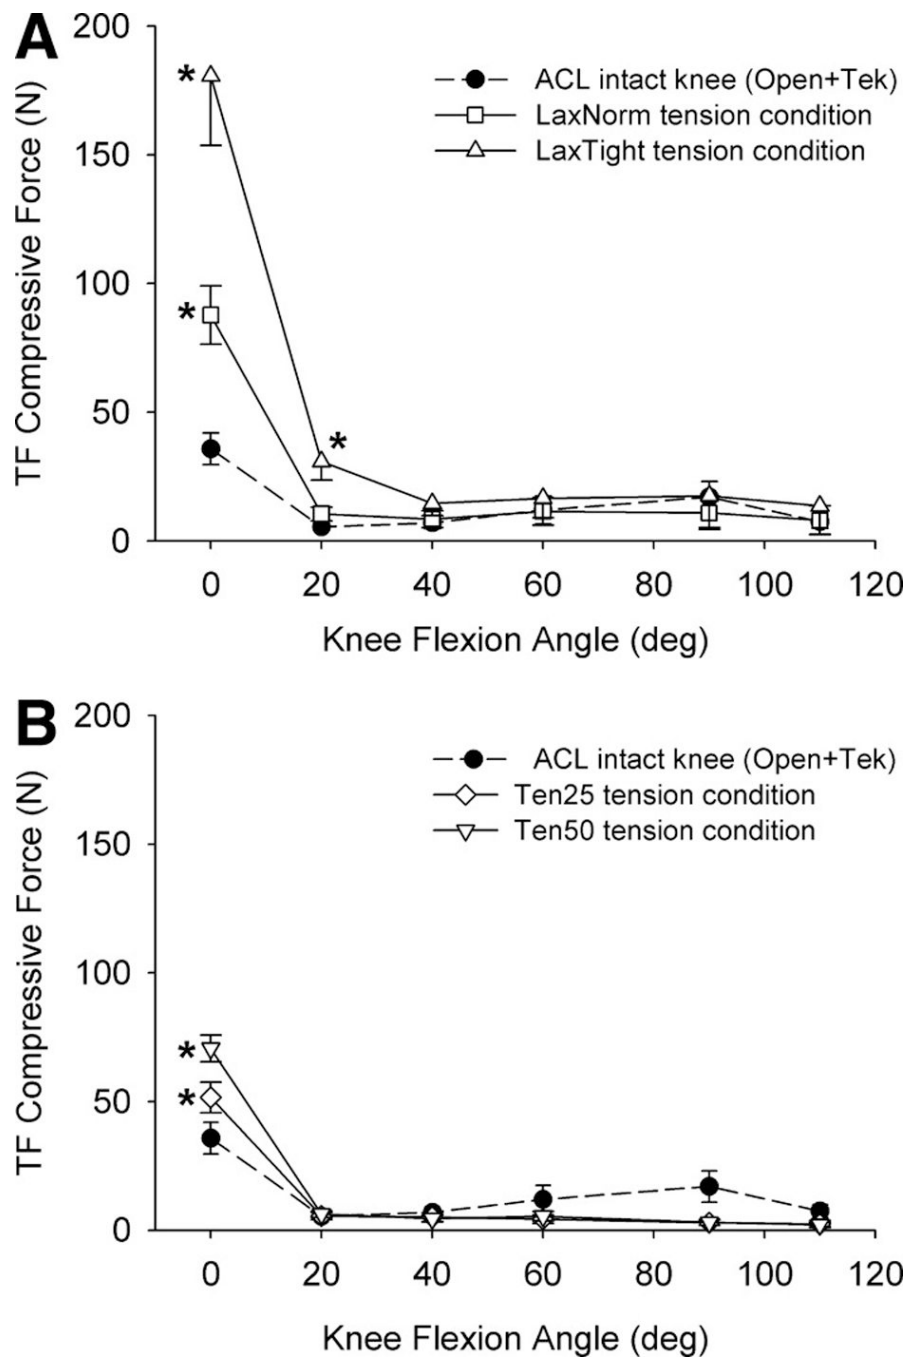 A
TF Compressive Force (N)
200
150
100
50
0
*
*
*
ACL intact knee (Open+Tek)
LaxNorm tension condition
LaxTight tension condition
0 20 40 60 80 100 120
Knee Flexion Angle (deg)
B
TF Compressive Force (N)
200
150
100
50
0
*
*
ACL intact knee (Open+Tek)
Ten25 tension condition
Ten50 tension condition
0 20 40 60 80 100 120
Knee Flexion Angle (deg)